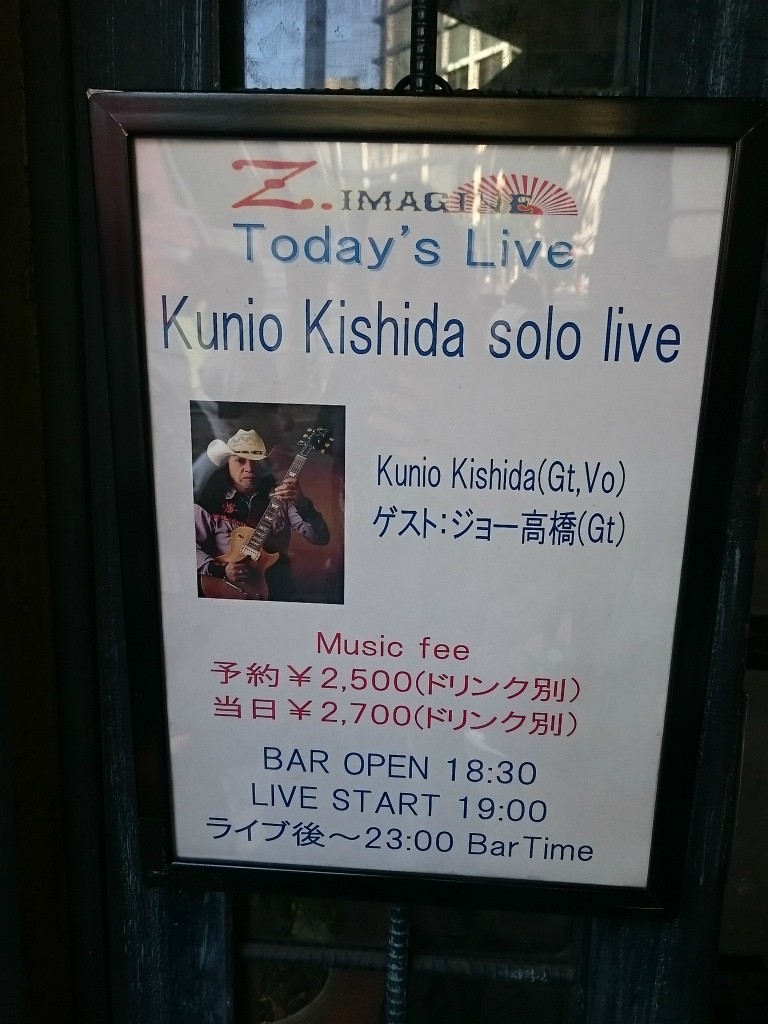 Z. IMAGINE
Today's Live
Kunio Kishida solo live
Kunio Kishida(Gt,Vo)
ゲスト:ジョー高橋(Gt)
Music fee
予約¥2,500(ドリンク別)
当日¥2,700(ドリンク別)
BAR OPEN 18:30
LIVE START 19:00
ライブ後～23:00 BarTime